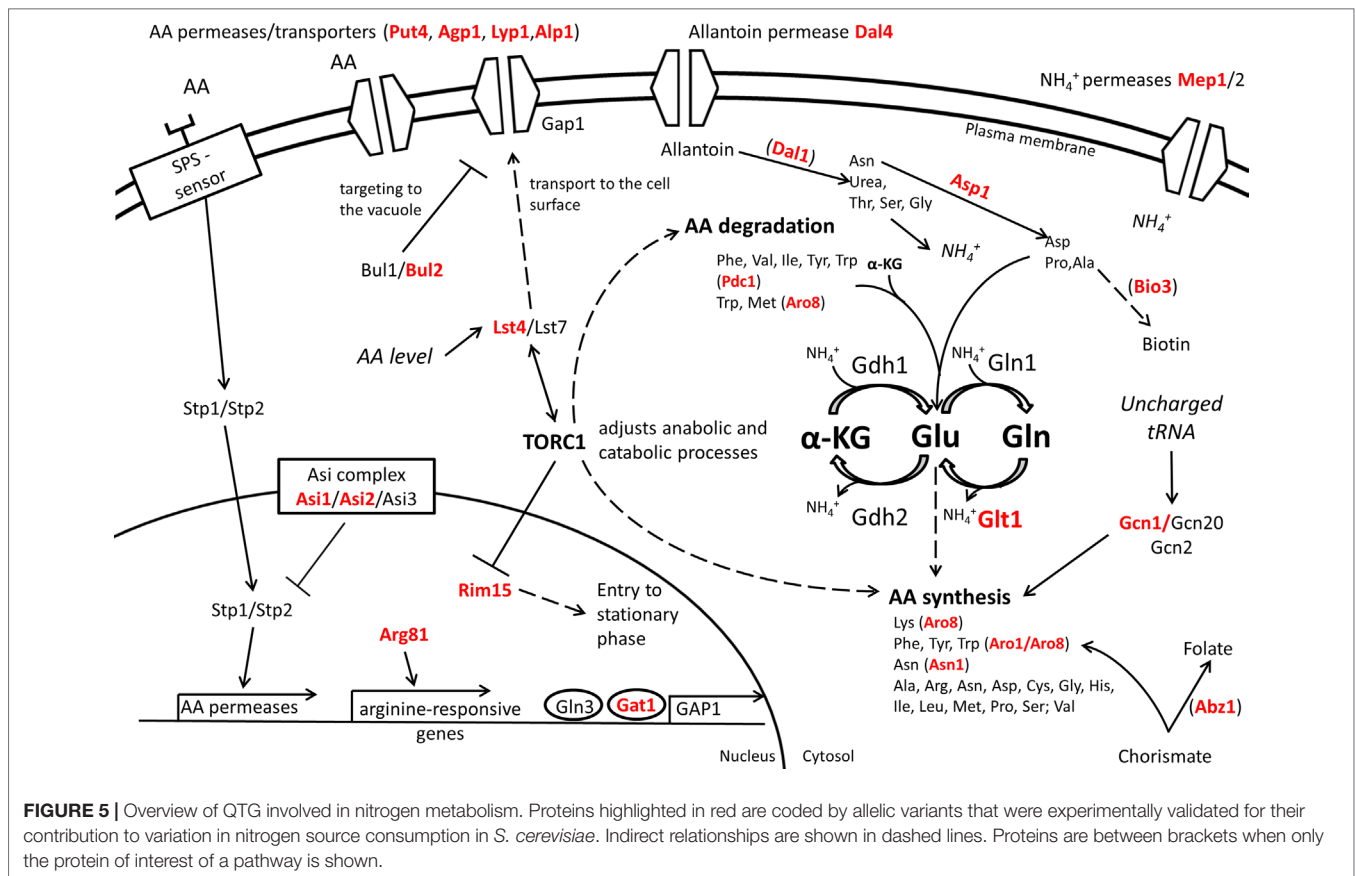 AA permeases/transporters (Put4, Agp1, Lyp1,Alp1)
Allantoin permease Dal4
NH4+ permeases Mep1/2
AA
AA
SPS -
sensor
Gap1
Plasma membrane
Allantoin
(Dal1)
Asn
Urea,
Thr, Ser, Gly
Asp1
NH4+
NH4+
targeting to
the vacuole
transport to the cell
surface
Bul1/Bul2
AA degradation
Phe, Val, Ile, Tyr, Trp
(Pdc1)
Trp, Met (Aro8)
α-KG
Asp
Pro,Ala
(Bio3)
Biotin
Lst4/Lst7
AA level
Stp1/Stp2
TORC1
adjusts anabolic and
catabolic processes
NH4+
Gdh1
NH4+
Gln1
α-KG
Glu
Gln
NH4+
Gdh2
NH4+
Glt1
Uncharged
tRNA
Gcn1/Gcn20
Gcn2
Asi complex
Asi1/Asi2/Asi3
Stp1/Stp2
Rim15
Entry to
stationary
phase
Arg81
AA permeases
arginine-responsive
genes
Gln3
Gat1
GAP1
Nucleus
Cytosol
AA synthesis
Lys (Aro8)
Phe, Tyr, Trp (Aro1/Aro8)
Asn (Asn1)
Ala, Arg, Asn, Asp, Cys, Gly, His,
Ile, Leu, Met, Pro, Ser; Val
Folate
(Abz1)
Chorismate
FIGURE 5 | Overview of QTG involved in nitrogen metabolism. Proteins highlighted in red are coded by allelic variants that were experimentally validated for their
contribution to variation in nitrogen source consumption in S. cerevisiae. Indirect relationships are shown in dashed lines. Proteins are between brackets when only
the protein of interest of a pathway is shown.